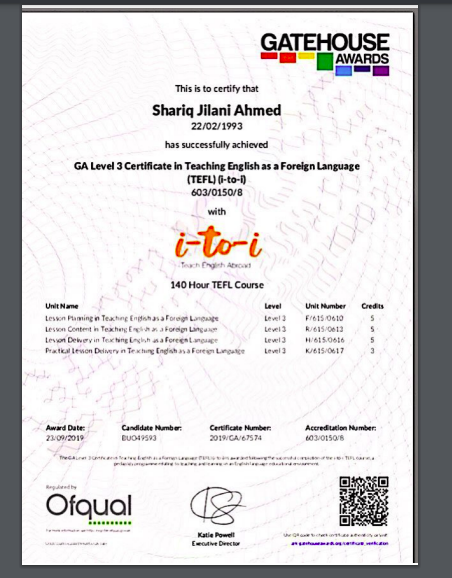 GATEHOUSE
AWARDS
This is to certify that
Shariq Jilani Ahmed
22/02/1993
has successfully achieved
GA Level 3 Certificate in Teaching English as a Foreign Language
(TEFL) (i-to-i)
603/0150/8
with
i-to-i
Teach English Abroad
140 Hour TEFL Course
Unit Name Level Unit Number Credits
Lesson Planning in Teaching English as a Foreign Language Level 3 F/615/0610 5
Lesson Content in Teaching English as a Foreign Language Level 3 R/615/0613 5
Lesson Delivery in Teaching English as a Foreign Language Level 3 H/615/0616 5
Practical Lesson Delivery in Teaching English as a Foreign Language Level 3 K/615/0617 3
Award Date: Candidate Number: Certificate Number: Accreditation Number:
23/09/2019 BUO49593 2019/GA/67574 603/0150/8
Regulated by
Ofqual
Katie Powell
Executive Director